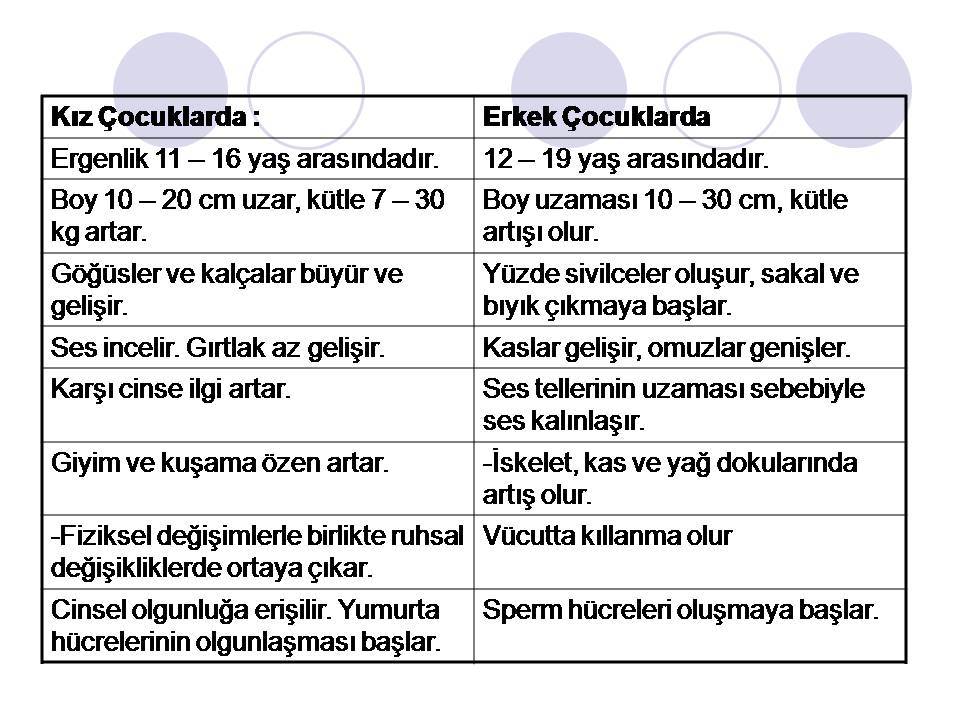 Kız Çocuklarda :
Erkek Çocuklarda
Ergenlik 11 – 16 yaş arasındadır.
12 – 19 yaş arasındadır.
Boy 10 – 20 cm uzar, kütle 7 – 30
kg artar.
Boy uzaması 10 – 30 cm, kütle
artışı olur.
Göğüsler ve kalçalar büyür ve
gelişir.
Yüzde sivilceler oluşur, sakal ve
bıyık çıkmaya başlar.
Ses incelir. Gırtlak az gelişir.
Kaslar gelişir, omuzlar genişler.
Karşı cinse ilgi artar.
Ses tellerinin uzaması sebebiyle
ses kalınlaşır.
Giyim ve kuşama özen artar.
-İskelet, kas ve yağ dokularında
artış olur.
-Fiziksel değişimlerle birlikte ruhsal
değişikliklerde ortaya çıkar.
Vücutta kıllanma olur
Cinsel olgunluğa erişilir. Yumurta
hücrelerinin olgunlaşması başlar.
Sperm hücreleri oluşmaya başlar.